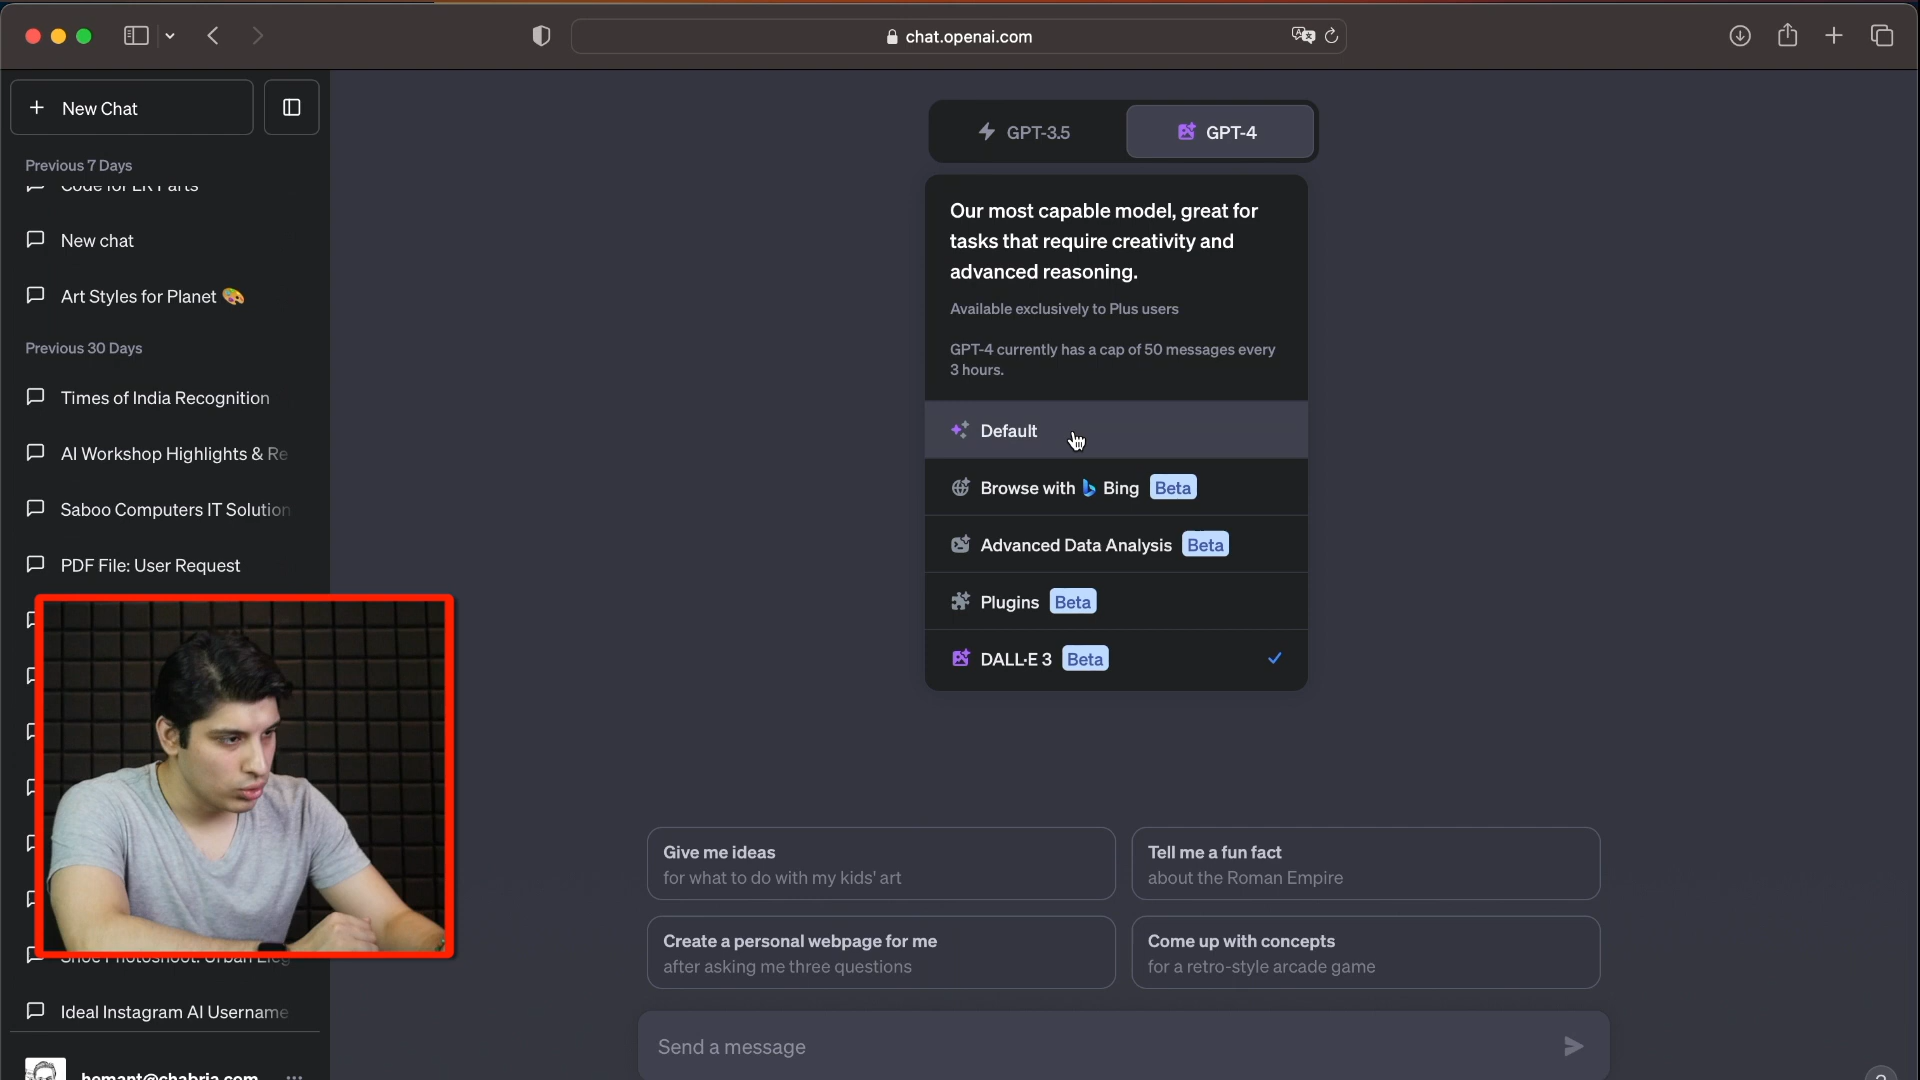 chat.openai.com
New Chat
Previous 7 Days
New chat
Art Styles for Planet 🎨
Previous 30 Days
Times of India Recognition
AI Workshop Highlights & Re
Saboo Computers IT Solution
PDF File: User Request
Ideal Instagram AI Username
hemant@chabria.com
GPT-3.5
GPT-4
Our most capable model, great for
tasks that require creativity and
advanced reasoning.
Available exclusively to Plus users
GPT-4 currently has a cap of 50 messages every
3 hours.
Default
Browse with Bing Beta
Advanced Data Analysis Beta
Plugins Beta
DALL·E 3 Beta
Give me ideas
for what to do with my kids' art
Tell me a fun fact
about the Roman Empire
Create a personal webpage for me
after asking me three questions
Come up with concepts
for a retro-style arcade game
Send a message